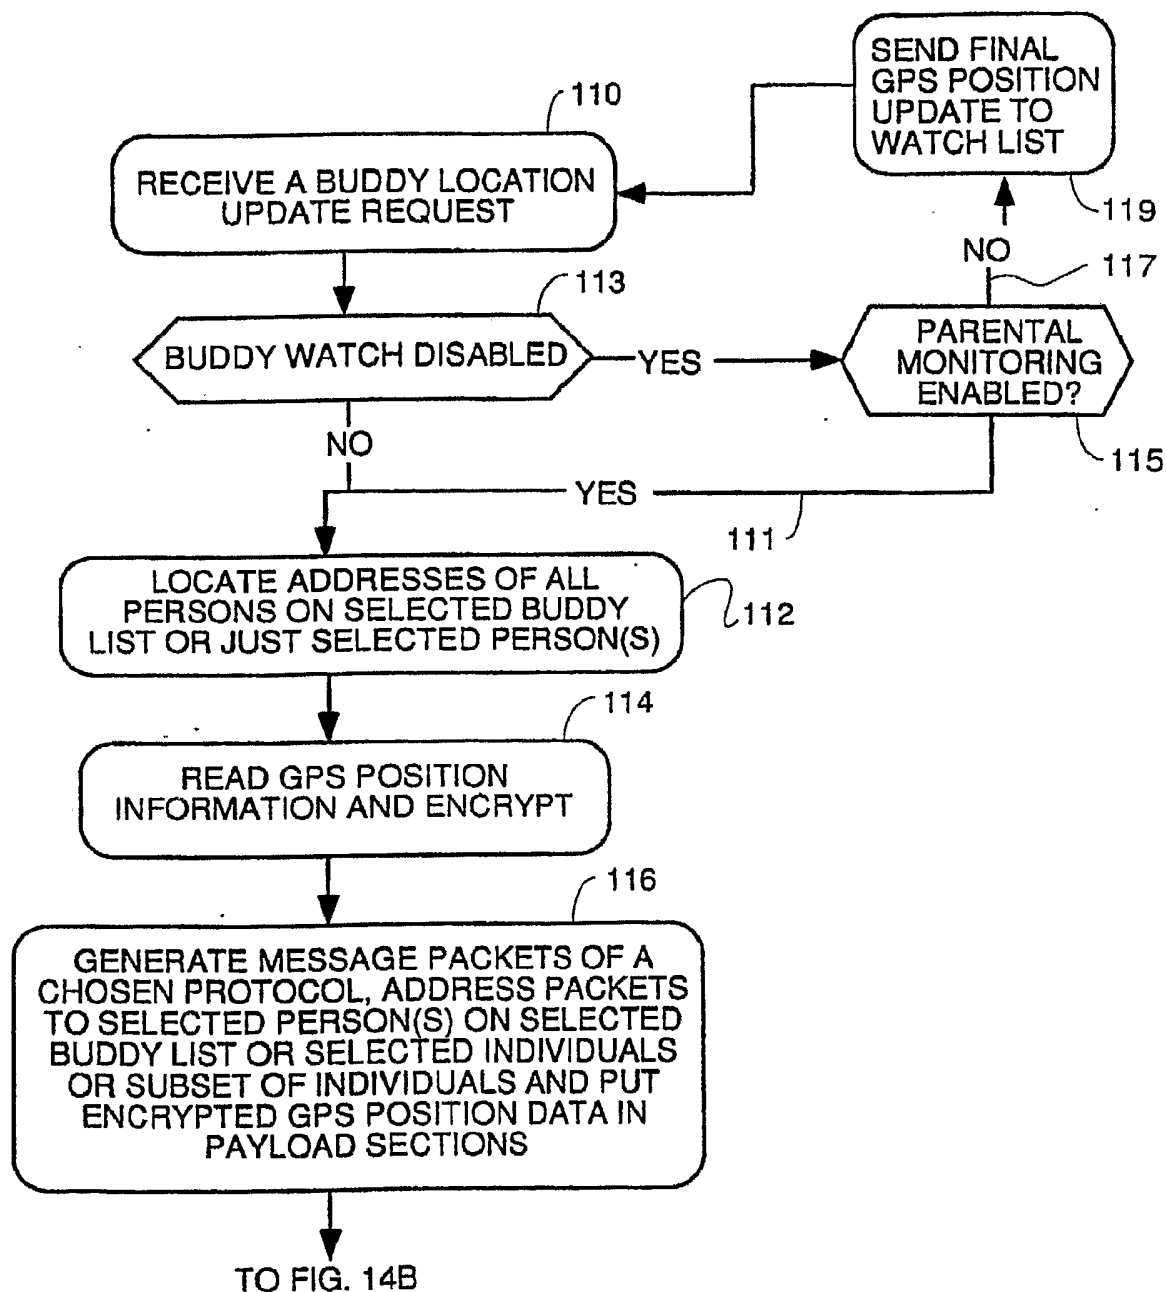 SEND FINAL
GPS POSITION
UPDATE TO
WATCH LIST
119
110
RECEIVE A BUDDY LOCATION
UPDATE REQUEST
NO
117
113
BUDDY WATCH DISABLED
YES
PARENTAL
MONITORING
ENABLED?
115
NO
YES
111
LOCATE ADDRESSES OF ALL
PERSONS ON SELECTED BUDDY
LIST OR JUST SELECTED PERSON(S)
112
114
READ GPS POSITION
INFORMATION AND ENCRYPT
116
GENERATE MESSAGE PACKETS OF A
CHOSEN PROTOCOL, ADDRESS PACKETS
TO SELECTED PERSON(S) ON SELECTED
BUDDY LIST OR SELECTED INDIVIDUALS
OR SUBSET OF INDIVIDUALS AND PUT
ENCRYPTED GPS POSITION DATA IN
PAYLOAD SECTIONS
TO FIG. 14B